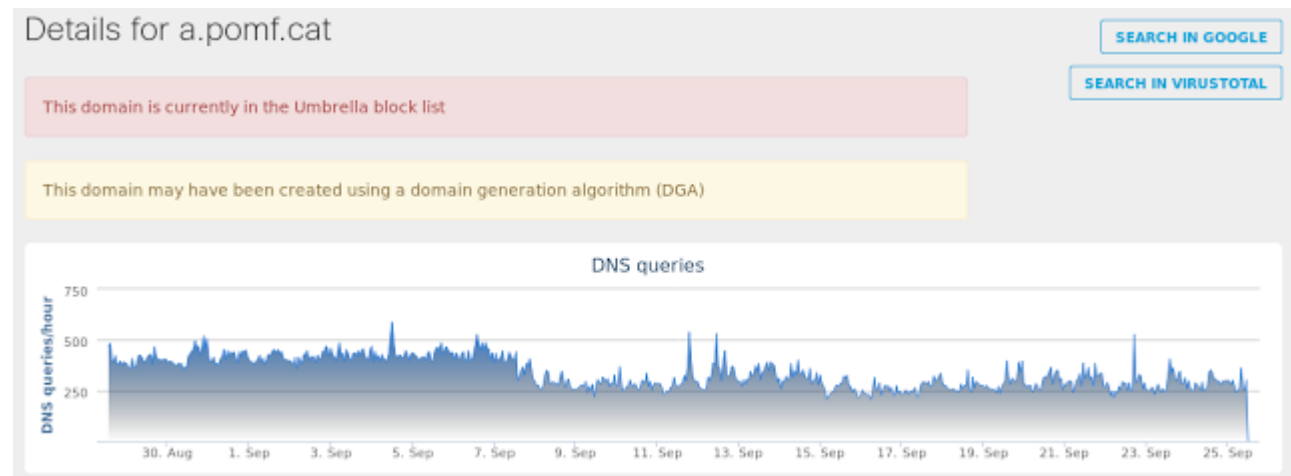 Details for a.pomf.cat
SEARCH IN GOOGLE
SEARCH IN VIRUSTOTAL
This domain is currently in the Umbrella block list
This domain may have been created using a domain generation algorithm (DGA)
DNS queries
DNS queries/hour
750
500
250
30. Aug 1. Sep 3. Sep 5. Sep 7. Sep 9. Sep 11. Sep 13. Sep 15. Sep 17. Sep 19. Sep 21. Sep 23. Sep 25. Sep